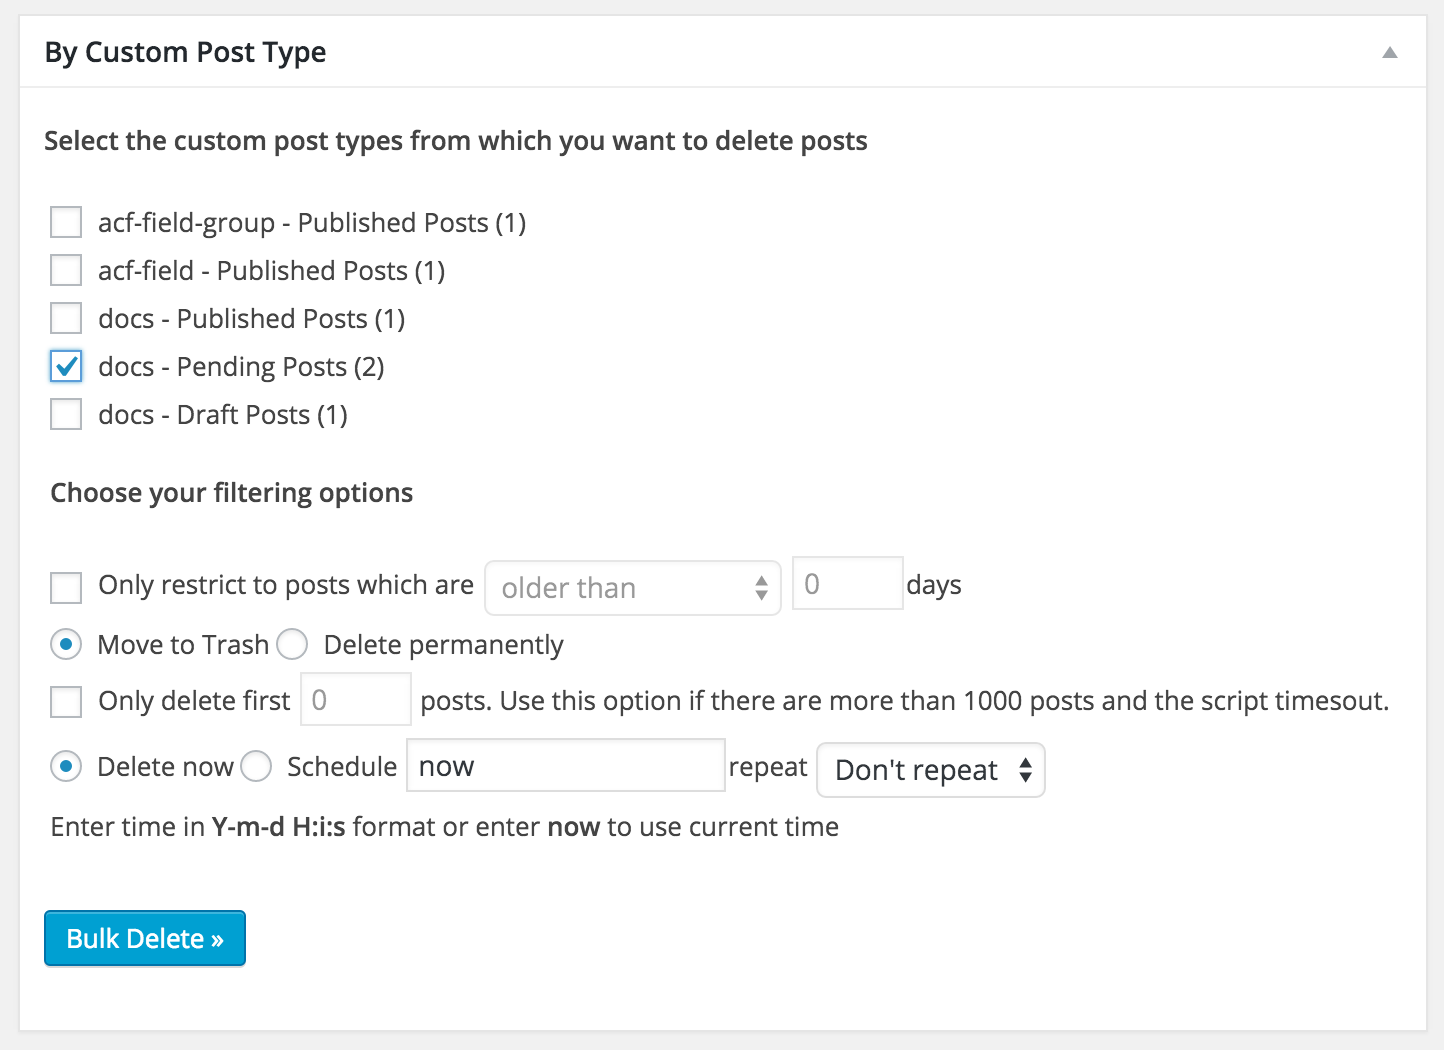 By Custom Post Type
Select the custom post types from which you want to delete posts
acf-field-group - Published Posts (1)
acf-field - Published Posts (1)
docs - Published Posts (1)
docs - Pending Posts (2)
docs - Draft Posts (1)
Choose your filtering options
Only restrict to posts which are older than 0 days
Move to Trash Delete permanently
Only delete first 0 posts. Use this option if there are more than 1000 posts and the script timesout.
Delete now Schedule now repeat Don't repeat
Enter time in Y-m-d H:i:s format or enter now to use current time
Bulk Delete »